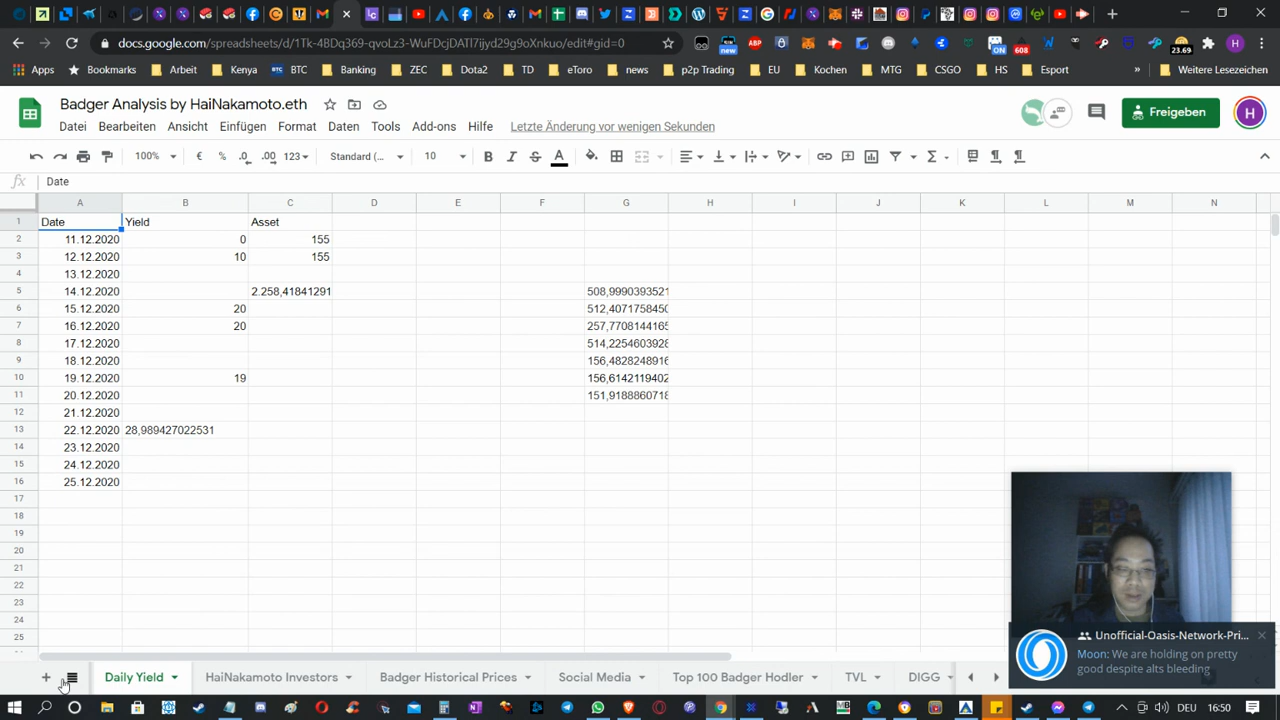 docs.google.com/spreadsheets/d/1Tk-4BDq369-qvoLz3-WuFDcjDATl7ivd29g9oXnkuo/edit#gid=0
new
ABP
ON
608
23.69
H
Apps
Bookmarks
Arbeit
Kenya
BTC
BTC
Banking
ZEC
Dota2
TD
eToro
news
p2p Trading
EU
Kochen
MTG
CSGO
HS
Esport
»
Weitere Lesezeichen
Badger Analysis by HaiNakamoto.eth
Datei Bearbeiten Ansicht Einfügen Format Daten Tools Add-ons Hilfe Letzte Änderung vor wenigen Sekunden
Freigeben
H
100% € % .0 .00 123 Standard (... 10 B I S A
fx Date
A B C D E F G H I J K L M N
1 Date Yield Asset
2 11.12.2020 0 155
3 12.12.2020 10 155
4 13.12.2020
5 14.12.2020 2.258,41841291 508,9990393521
6 15.12.2020 20 512,4071758450
7 16.12.2020 20 257,7708144165
8 17.12.2020 514,2254603928
9 18.12.2020 156,4828248916
10 19.12.2020 19 156,6142119402
11 20.12.2020 151,9188860718
12 21.12.2020
13 22.12.2020 28,989427022531
14 23.12.2020
15 24.12.2020
16 25.12.2020
17
18
19
20
21
22
23
24
25
Unofficial-Oasis-Network-Pri...
Moon: We are holding on pretty
good despite alts bleeding
+ Daily Yield HaiNakamoto Investors Badger Historical Prices Social Media Top 100 Badger Hodler TVL DIGG
DEU 16:50